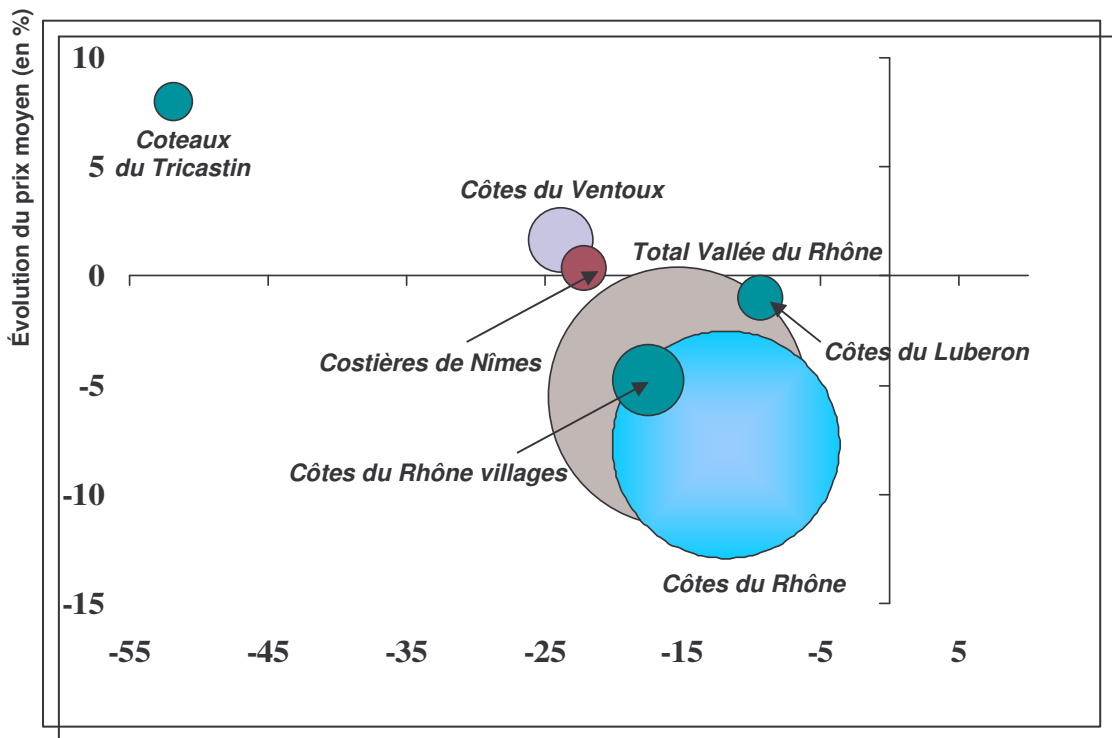 Évolution du prix moyen (en %)
10
Coteaux
du Tricastin
5
Côtes du Ventoux
Total Vallée du Rhône
0
Costières de Nîmes
Côtes du Luberon
-5
Côtes du Rhône villages
-10
Côtes du Rhône
-15
-55 -45 -35 -25 -15 -5 5